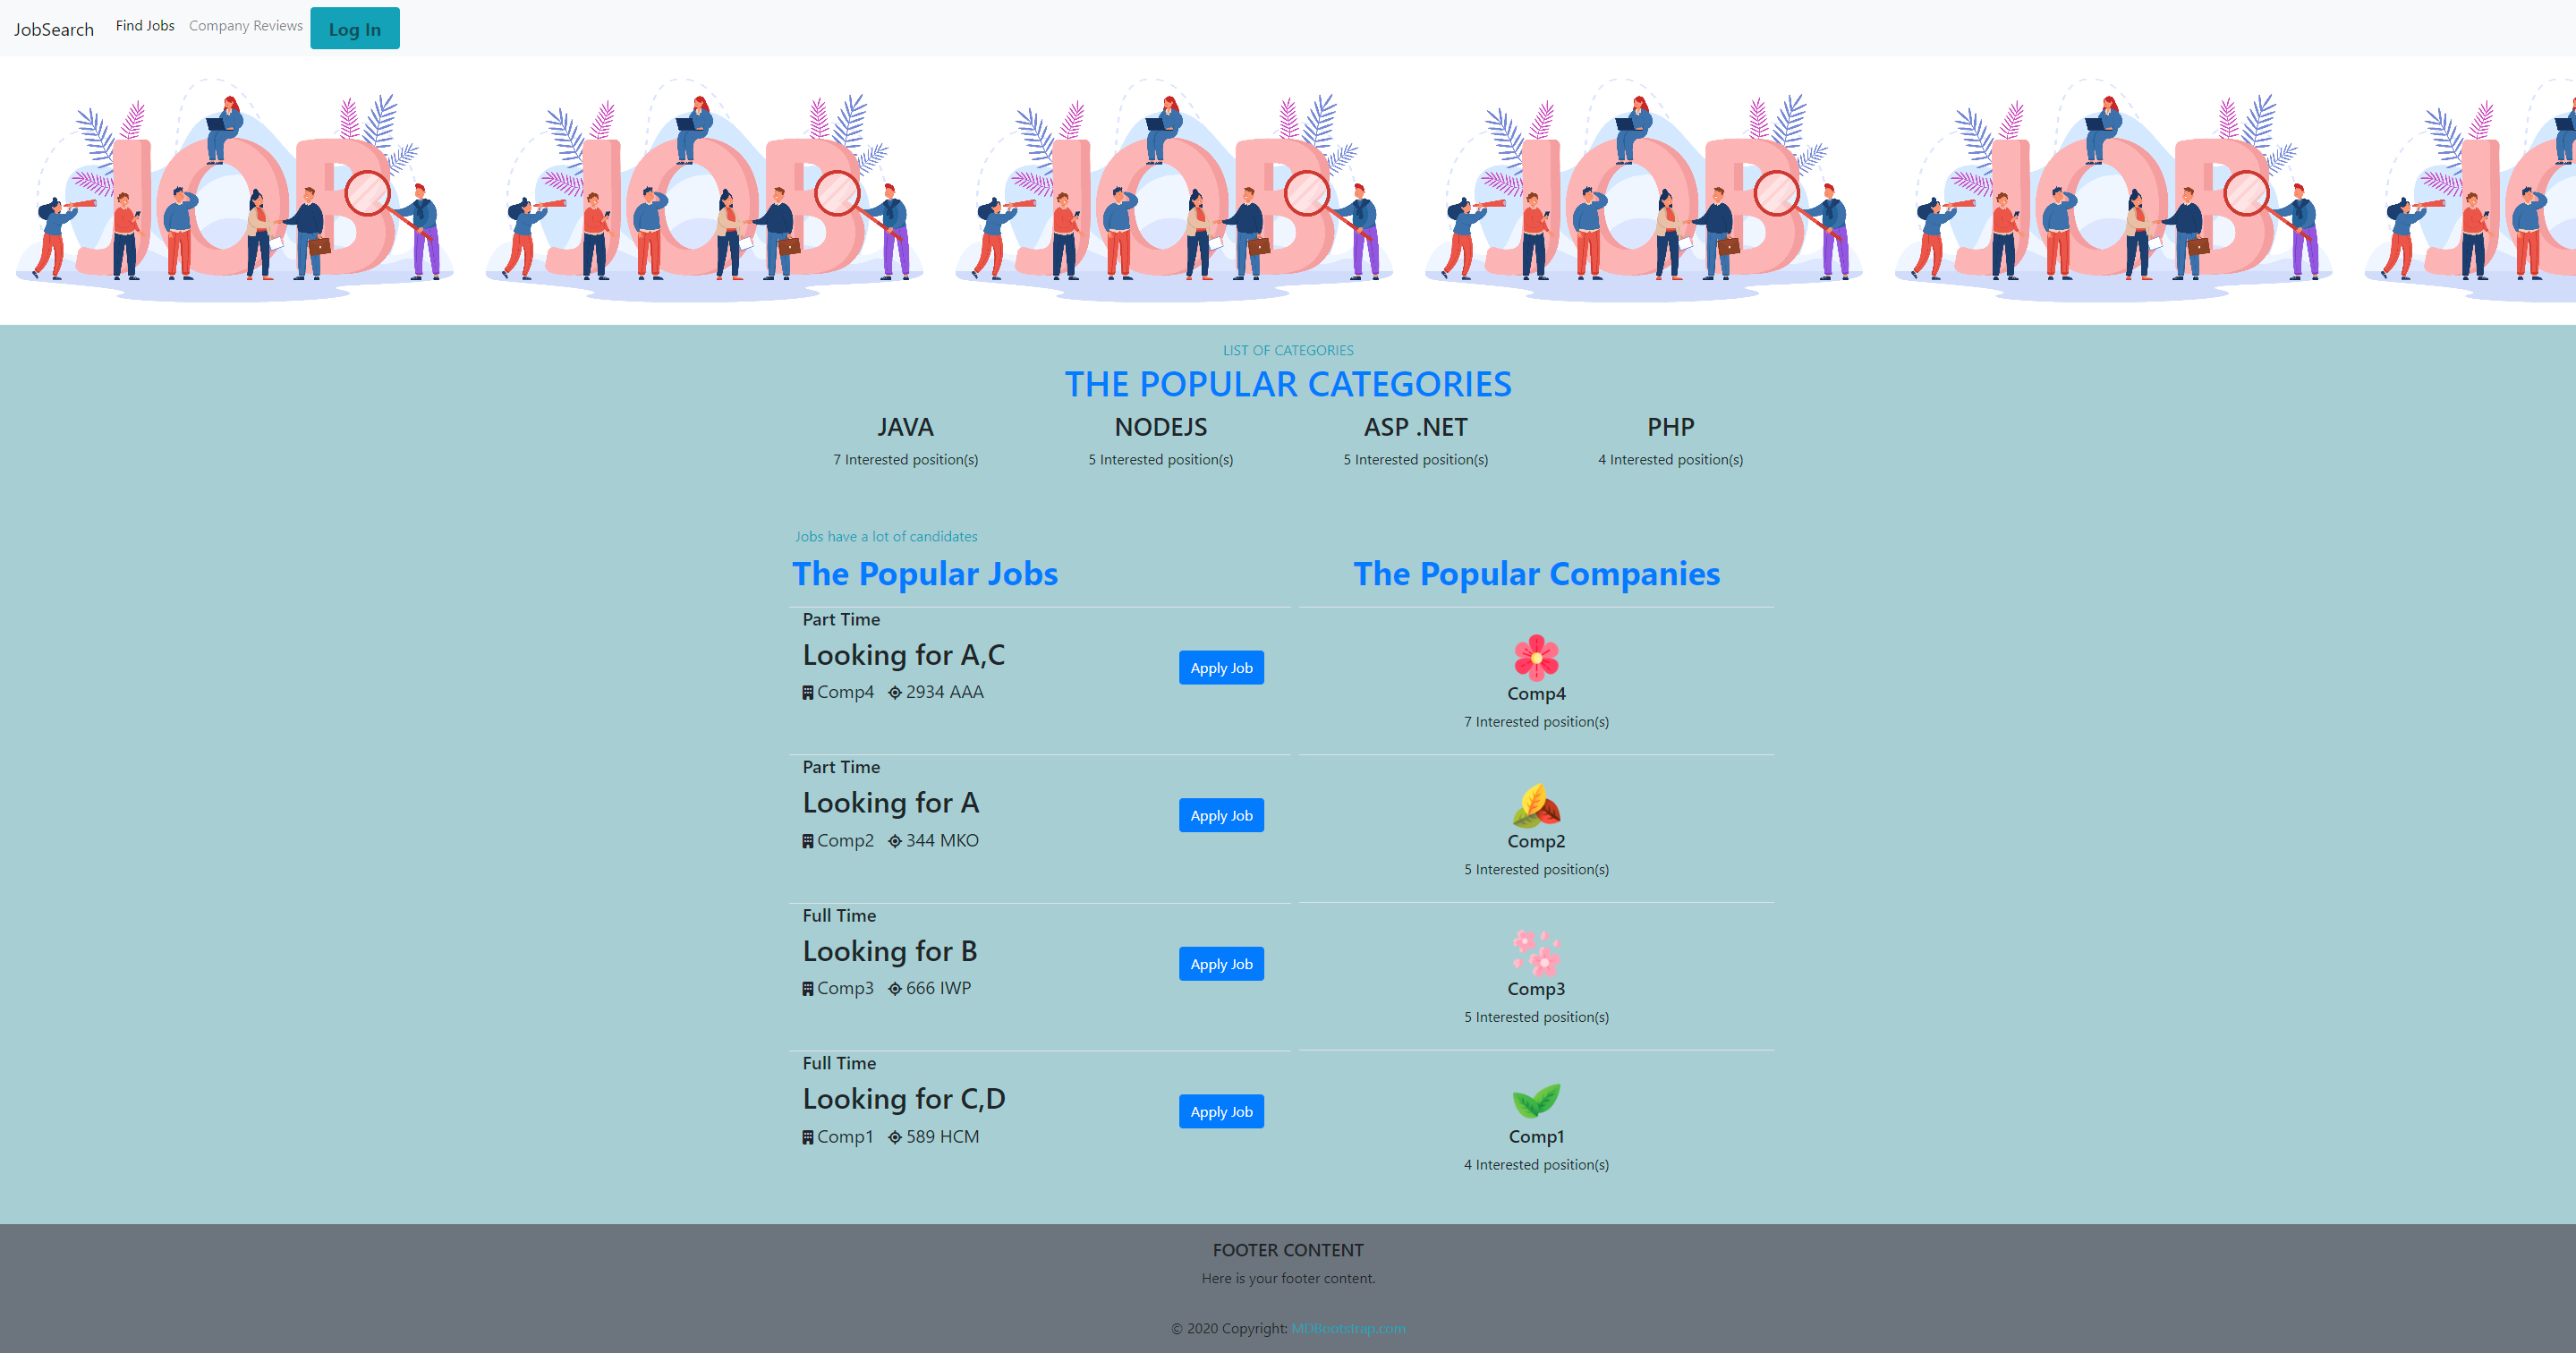 JobSearch Find Jobs Company Reviews Log In
JOB JOB JOB JOB JOB JO
LIST OF CATEGORIES
THE POPULAR CATEGORIES
JAVA NODEJS ASP .NET PHP
7 Interested position(s) 5 Interested position(s) 5 Interested position(s) 4 Interested position(s)
Jobs have a lot of candidates
The Popular Jobs
Part Time
Looking for A,C
Comp4 2934 AAA
Apply Job
Part Time
Looking for A
Comp2 344 MKO
Apply Job
Full Time
Looking for B
Comp3 666 IWP
Apply Job
Full Time
Looking for C,D
Comp1 589 HCM
Apply Job
The Popular Companies
Comp4
7 Interested position(s)
Comp2
5 Interested position(s)
Comp3
5 Interested position(s)
Comp1
4 Interested position(s)
FOOTER CONTENT
Here is your footer content.
© 2020 Copyright: MDBootstrap.com